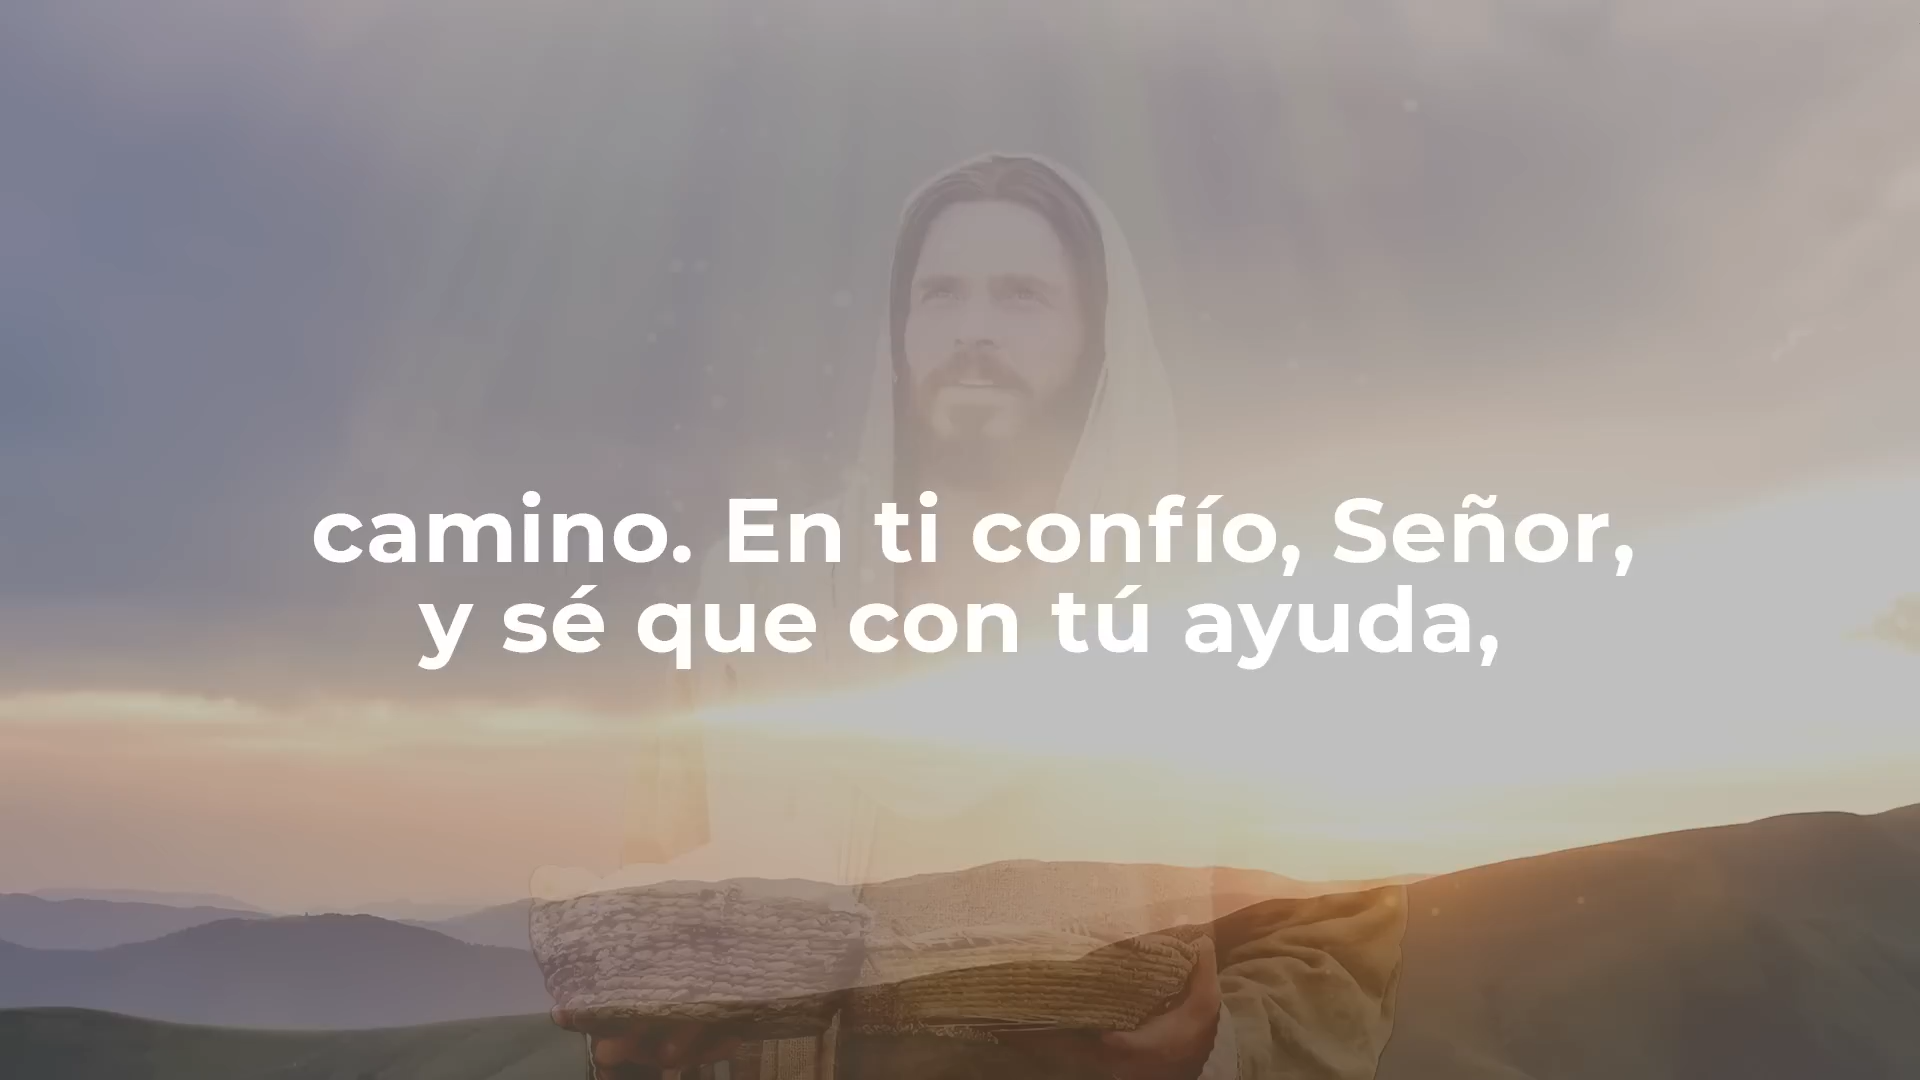 camino. En ti confío, Señor,
y sé que con tú ayuda,